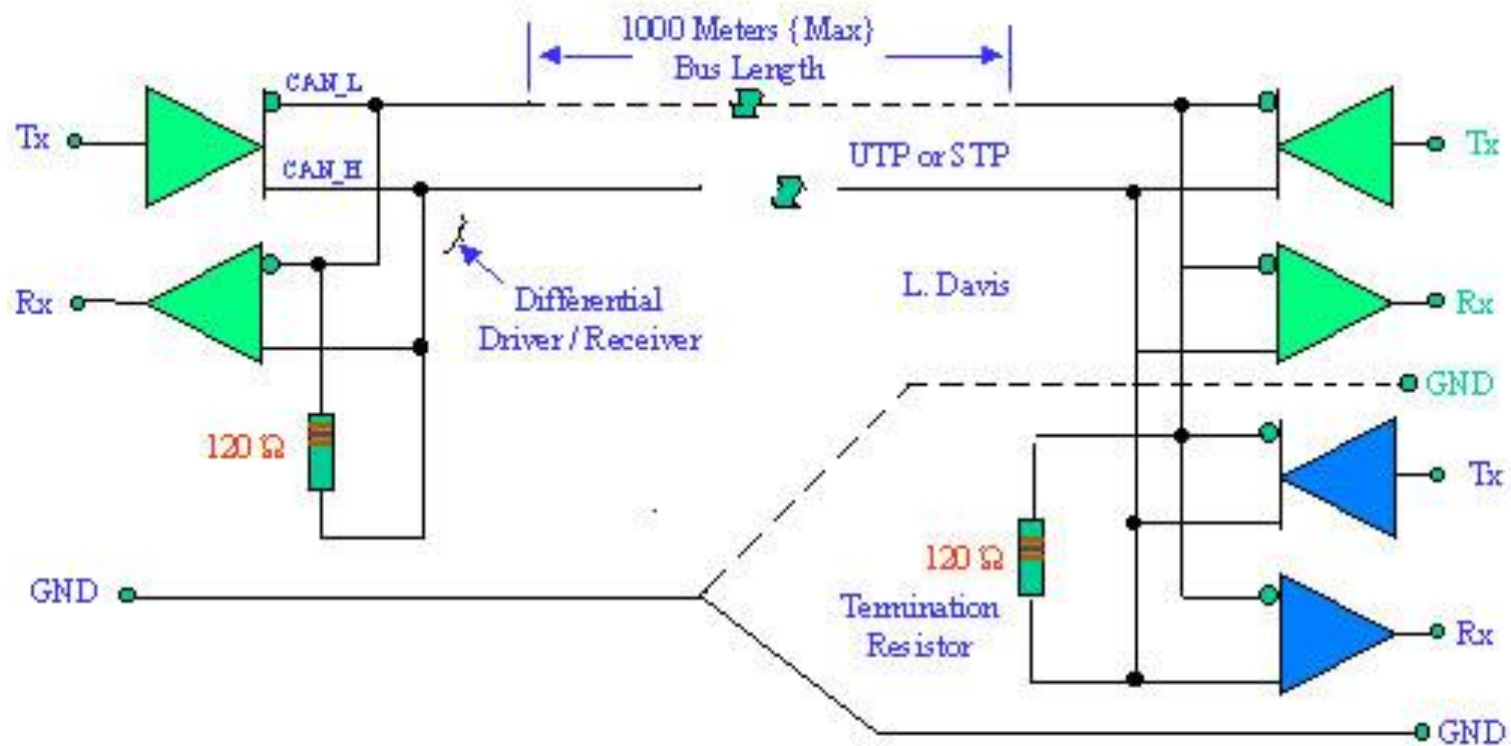 1000 Meters {Max}
Bus Length
CAN_L
Tx
CAN_H
UTP or STP
Tx
Rx
Differential
Driver / Receiver
L. Davis
Rx
GND
120 Ω
Tx
GND
120 Ω
Termination
Resistor
Rx
GND